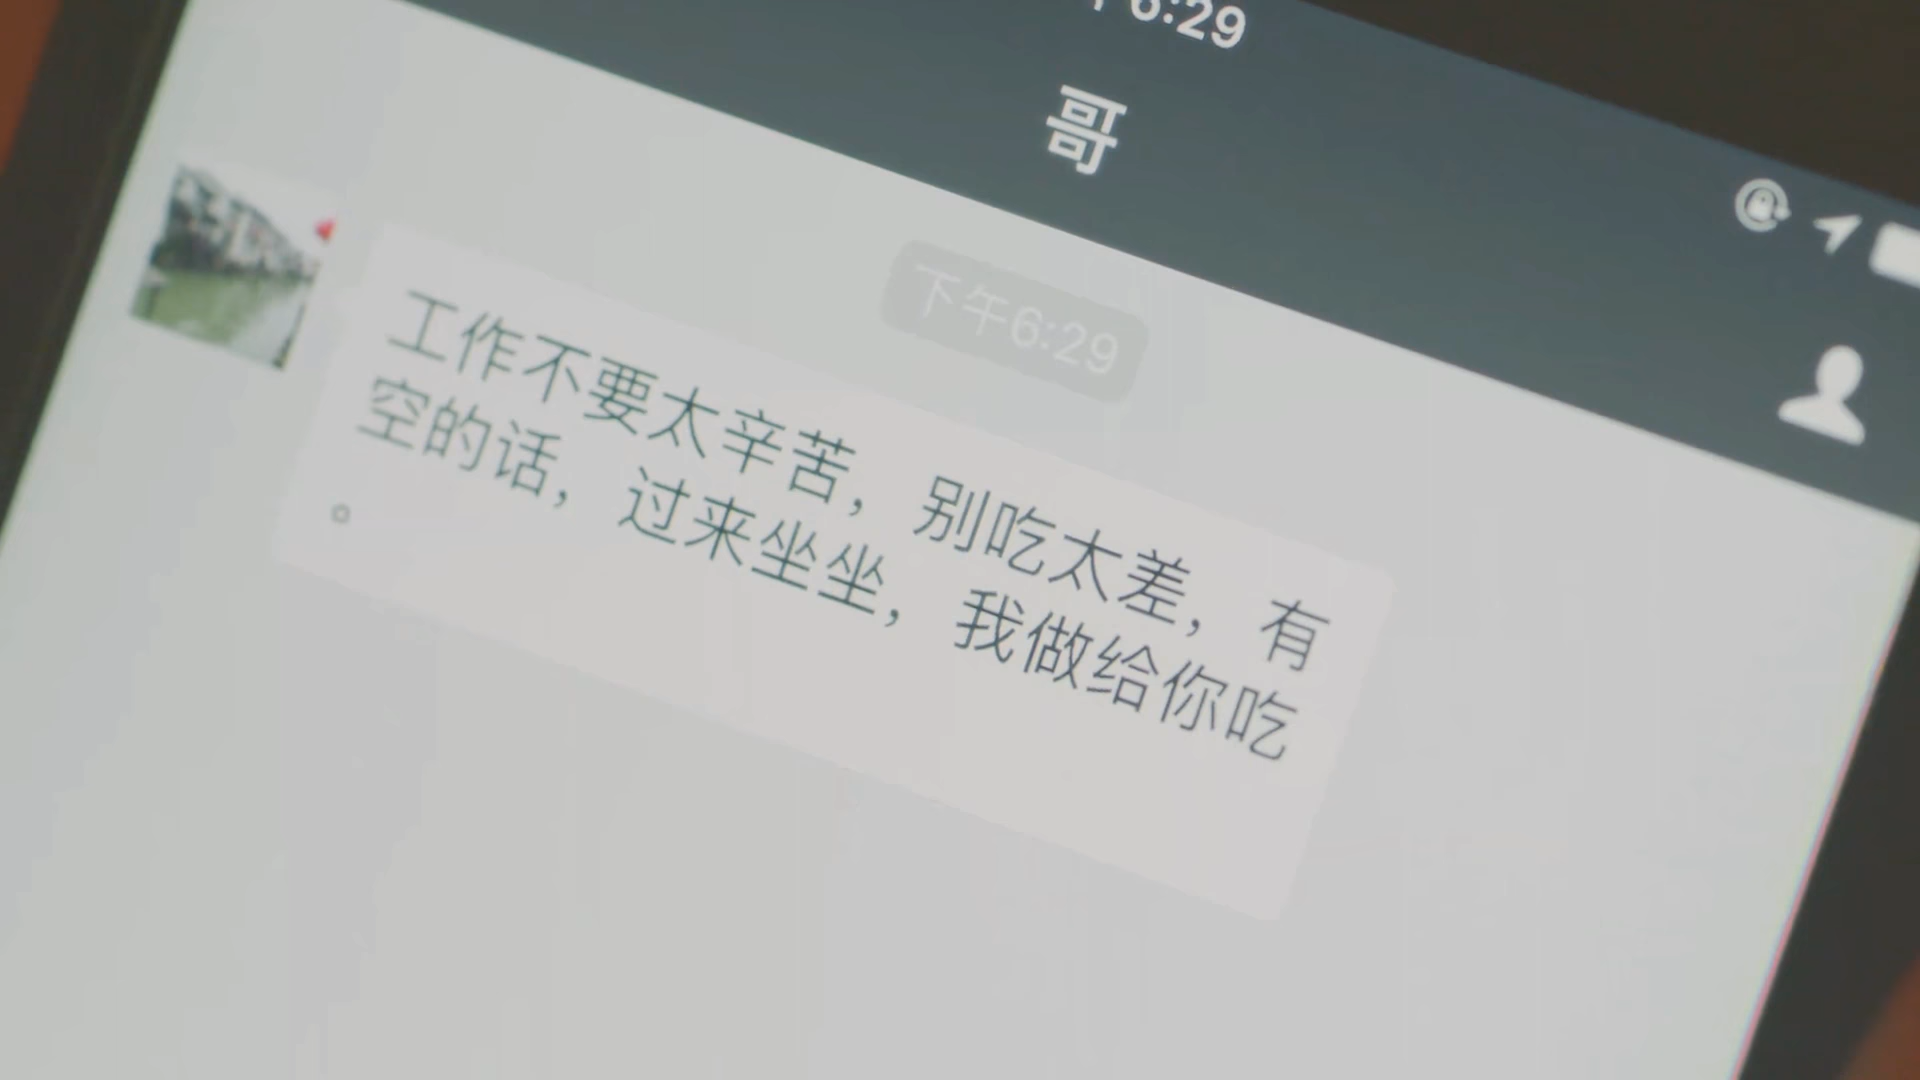 午6:29
哥
下午6:29
工作不要太辛苦，别吃太差，有
空的话，过来坐坐，我做给你吃
。